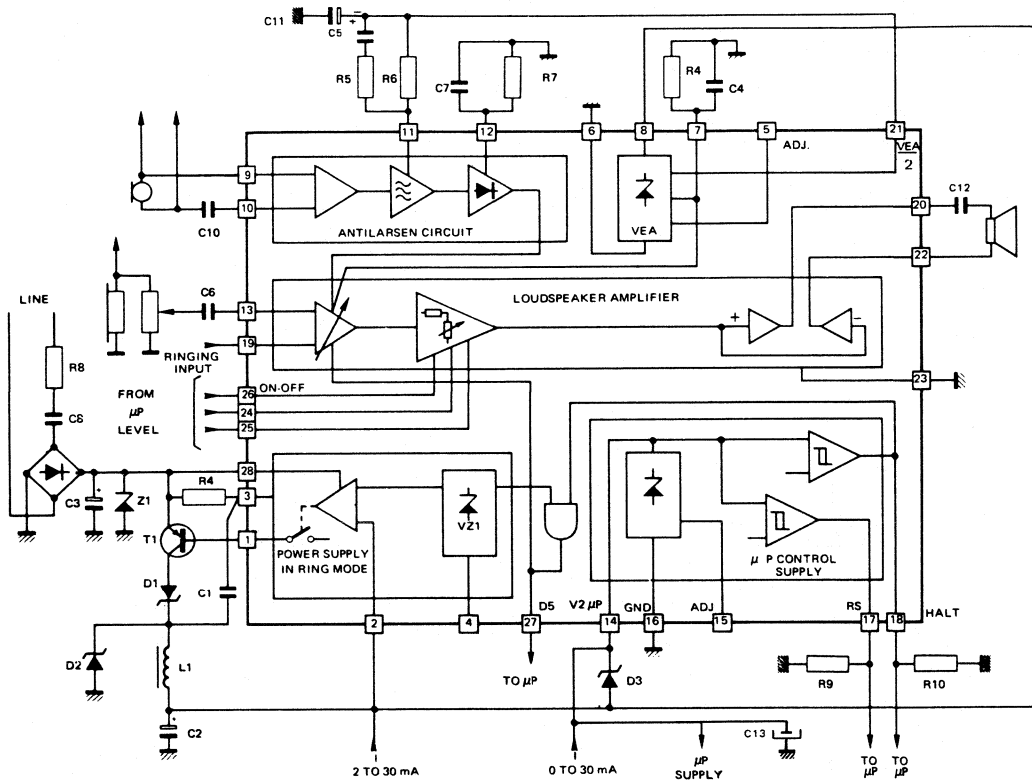 C11
C5
+ −
R5
R6
C7
R7
R4
C4
11
12
6
8
7
5
ADJ.
21
VEA
2
9
10
C10
ANTILARSEN CIRCUIT
VEA
20
C12
22
LINE
C6
13
LOUDSPEAKER AMPLIFIER
+
−
19
RINGING
INPUT
R8
FROM
µP
LEVEL
26
ON-OFF
24
25
23
C8
28
R4
3
C3
+
Z1
T1
1
VZ1
POWER SUPPLY
IN RING MODE
µ P CONTROL
SUPPLY
D1
C1
D5
V2 µP
GND
ADJ
RS
HALT
2
4
27
14
16
15
17
18
D2
L1
TO µP
D3
R9
R10
+
C2
C13
2 TO 30 mA
0 TO 30 mA
µP
SUPPLY
TO
µP
TO
µP